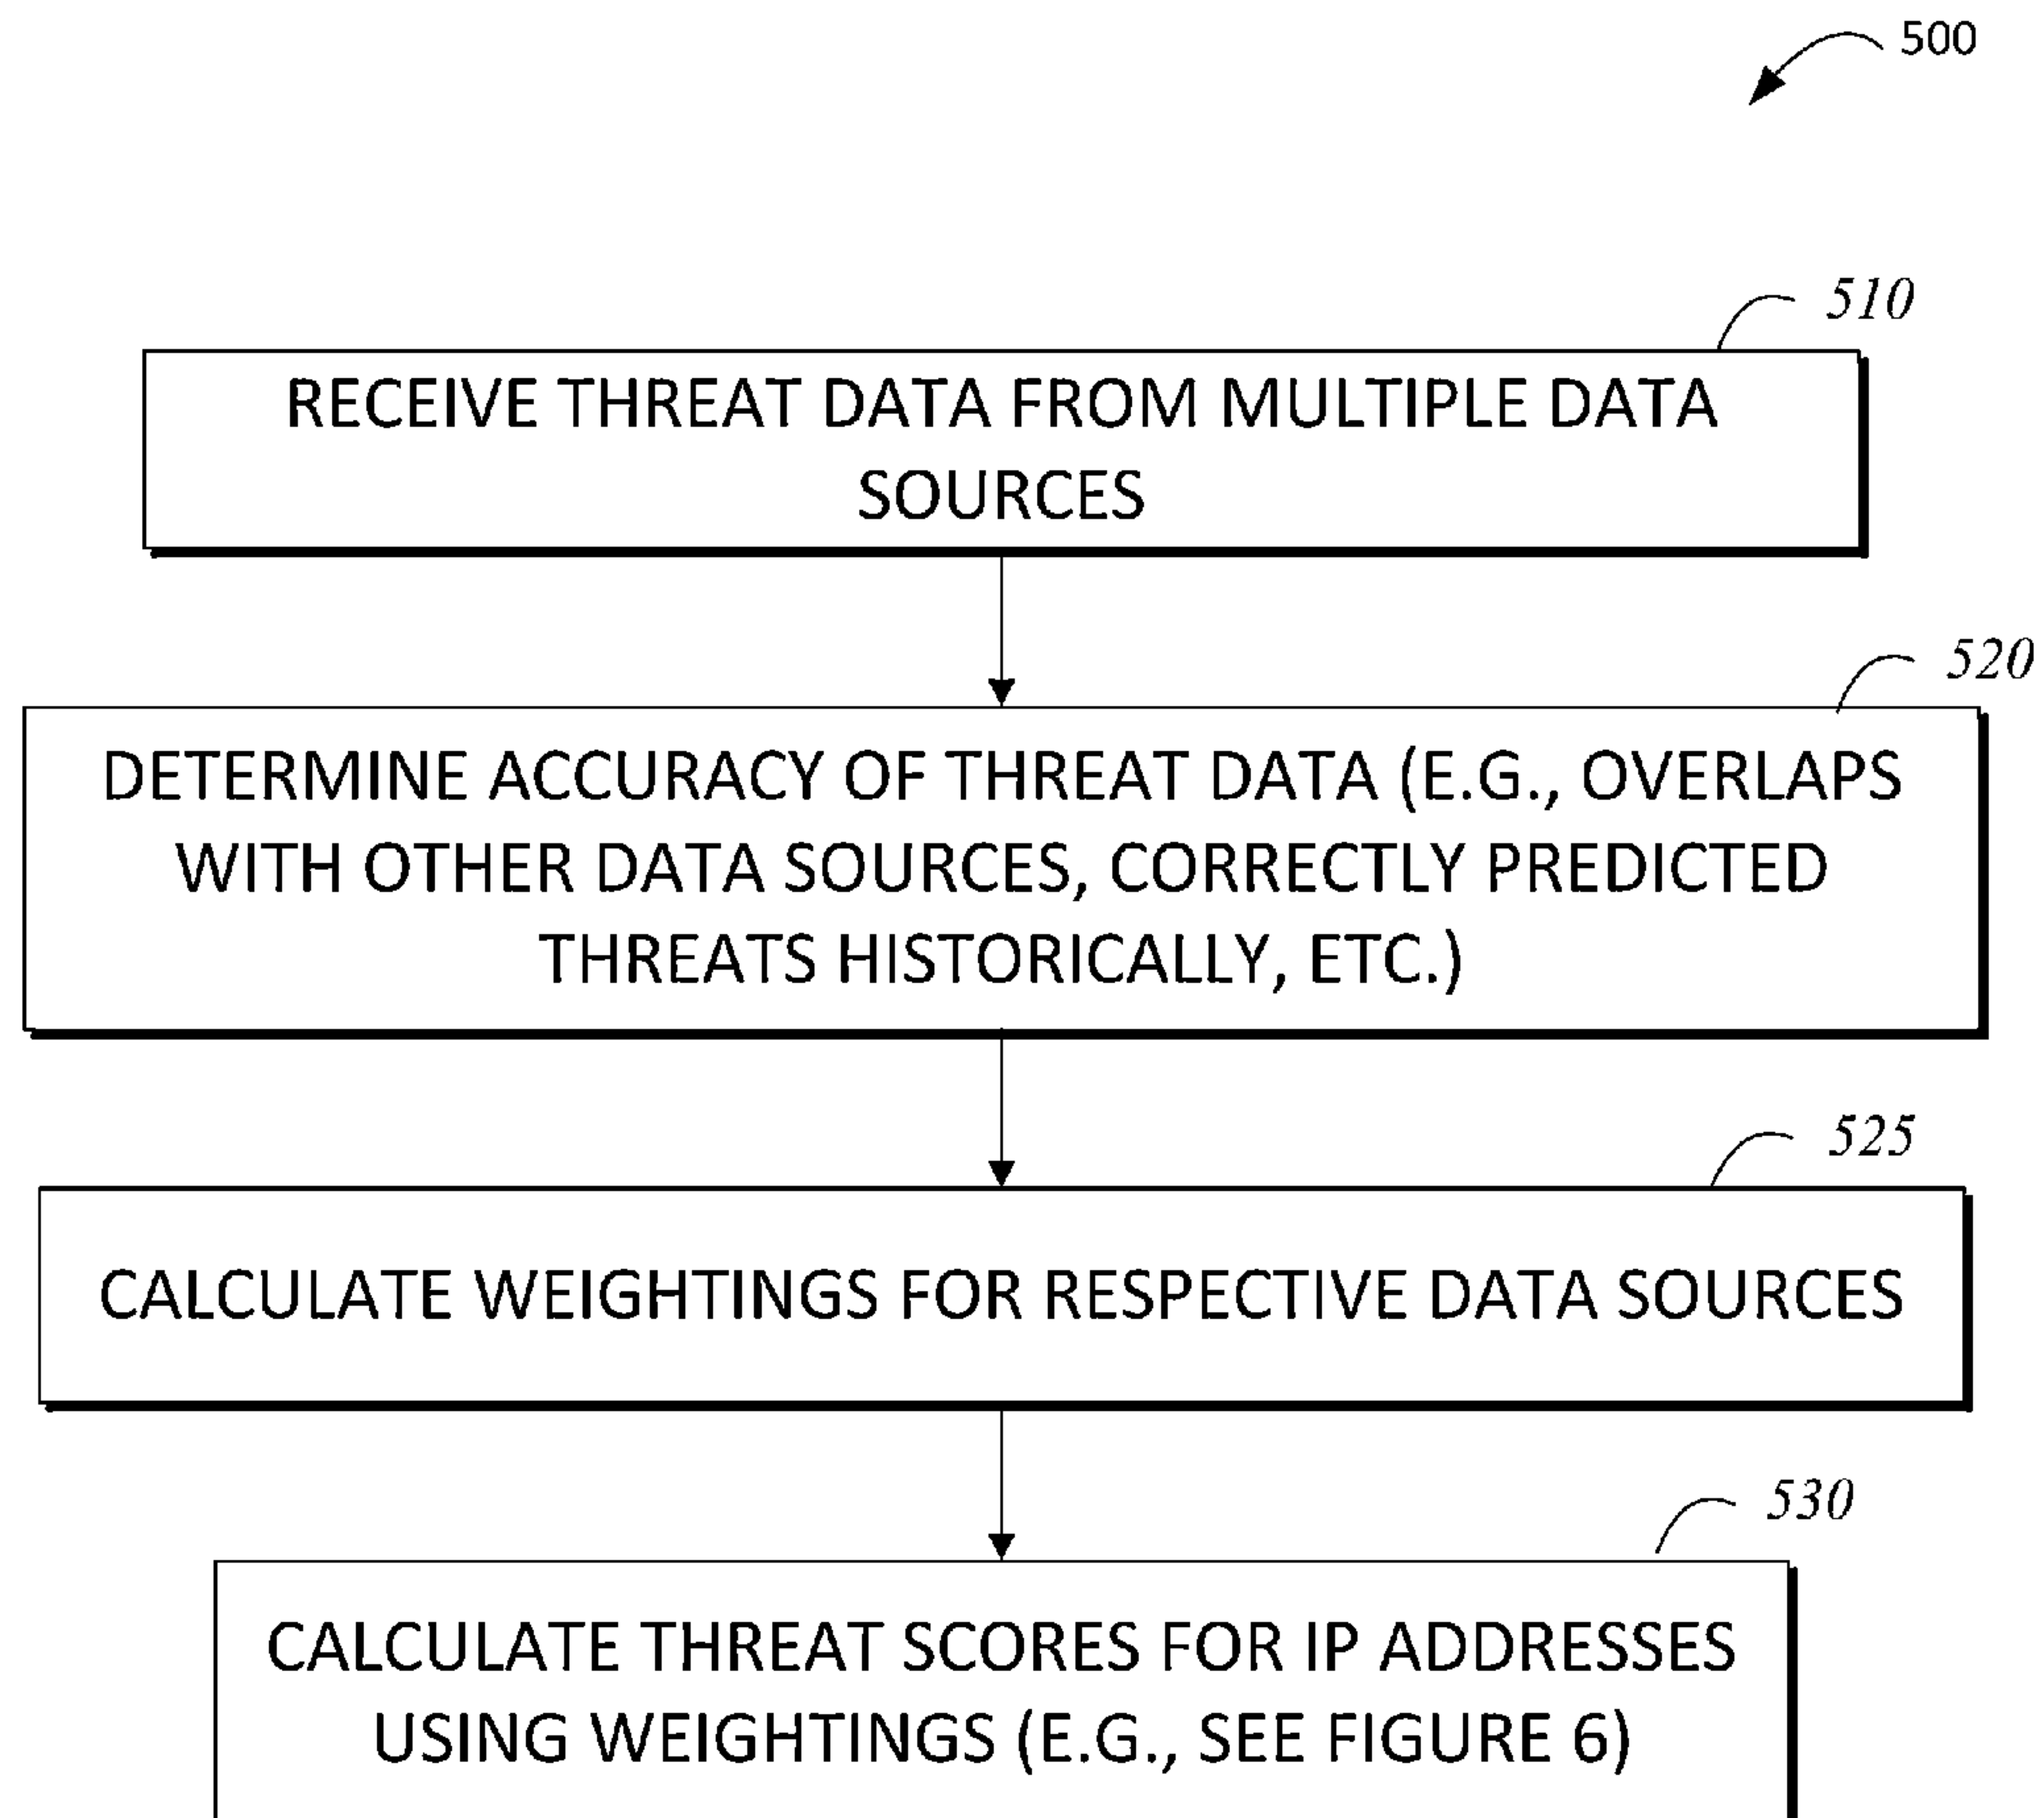 500
510
RECEIVE THREAT DATA FROM MULTIPLE DATA
SOURCES
520
DETERMINE ACCURACY OF THREAT DATA (E.G., OVERLAPS
WITH OTHER DATA SOURCES, CORRECTLY PREDICTED
THREATS HISTORICALLY, ETC.)
525
CALCULATE WEIGHTINGS FOR RESPECTIVE DATA SOURCES
530
CALCULATE THREAT SCORES FOR IP ADDRESSES
USING WEIGHTINGS (E.G., SEE FIGURE 6)